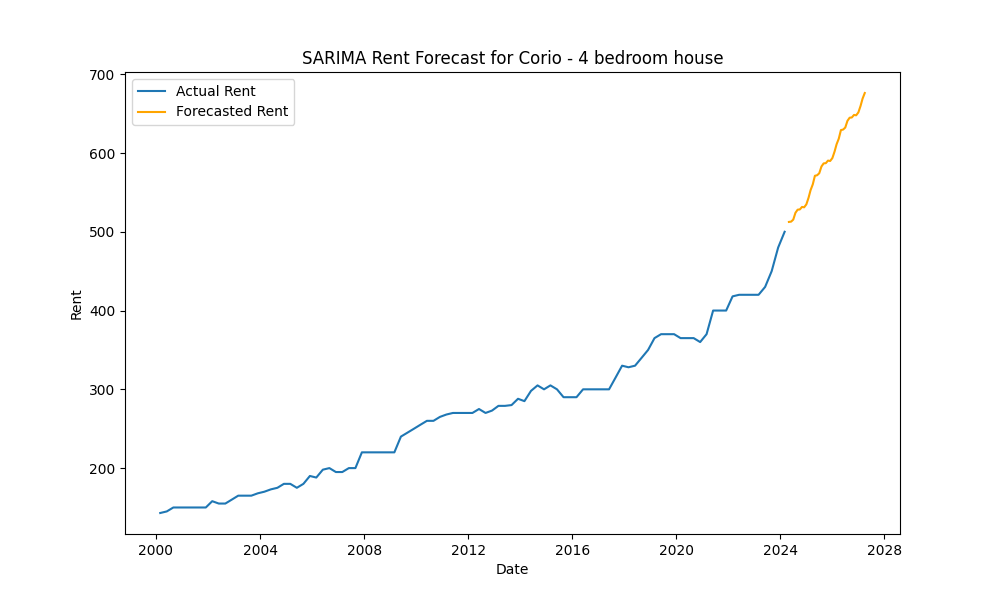 SARIMA Rent Forecast for Corio - 4 bedroom house
Actual Rent
Forecasted Rent
700
600
500
400
300
200
Rent
2000 2004 2008 2012 2016 2020 2024 2028
Date